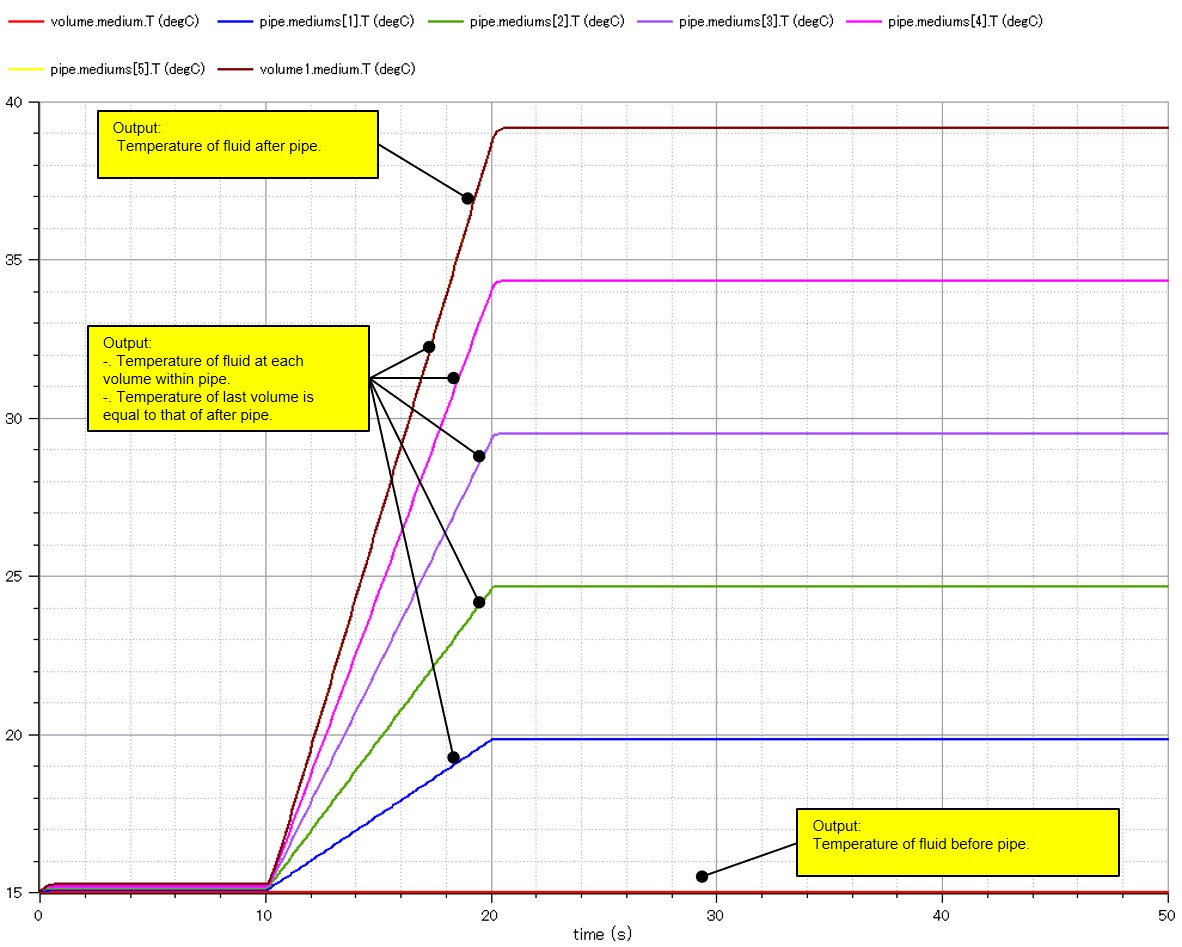 volume.medium.T (degC) pipe.mediums[1].T (degC) pipe.mediums[2].T (degC) pipe.mediums[3].T (degC) pipe.mediums[4].T (degC)
pipe.mediums[5].T (degC) volume1.medium.T (degC)
40
Output:
Temperature of fluid after pipe.
35
Output:
-. Temperature of fluid at each
volume within pipe.
-. Temperature of last volume is
equal to that of after pipe.
30
25
20
Output:
Temperature of fluid before pipe.
15
0 10 20 30 40 50
time (s)